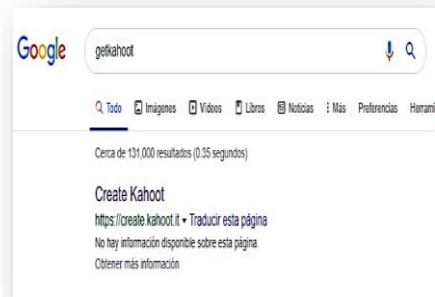 Google getkahoot
Todo Imágenes Vídeos Libros Noticias Más Preferencias Herrami
Cerca de 131,000 resultados (0.35 segundos)
Create Kahoot
https://create.kahoot.it ▾ Traducir esta página
No hay información disponible sobre esta página.
Obtener más información